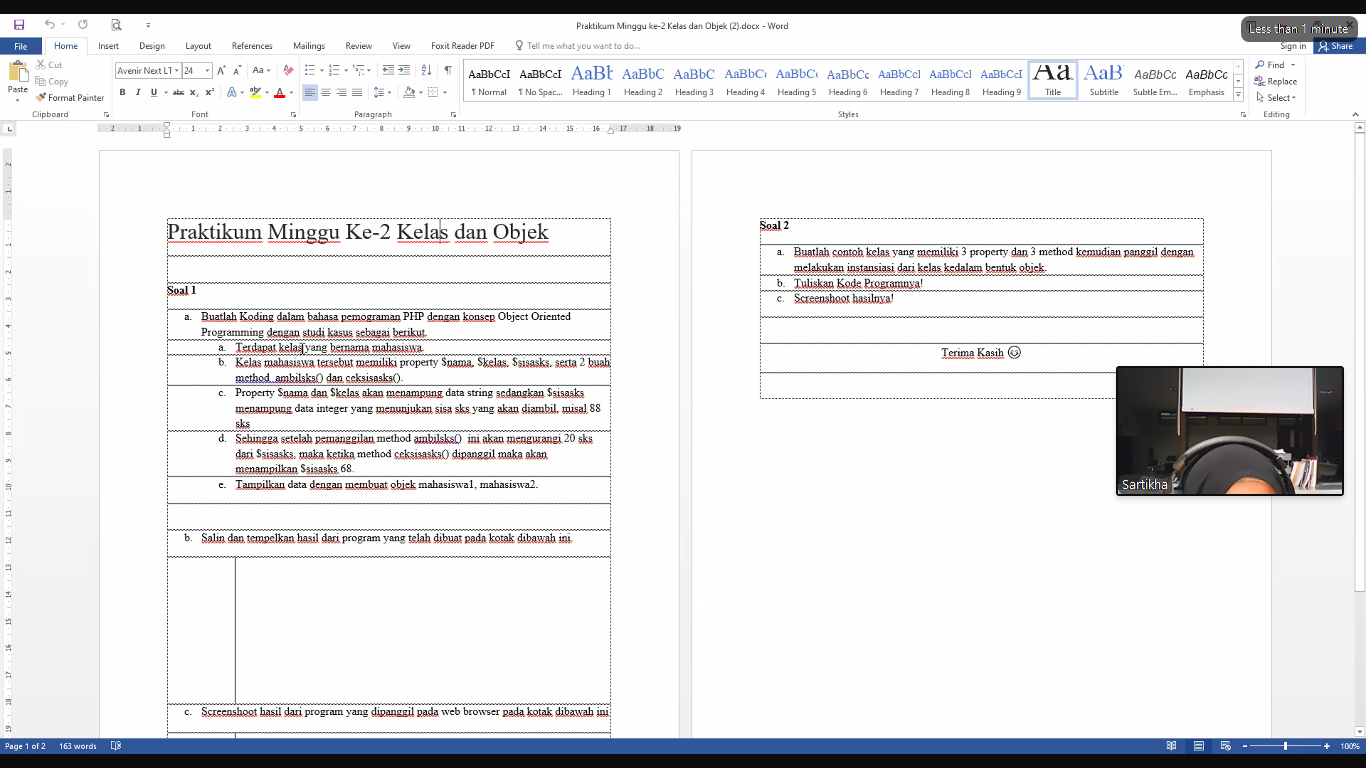 Praktikum Minggu ke-2 Kelas dan Objek (2).docx - Word
Less than 1 minute
File Home Insert Design Layout References Mailings Review View Foxit Reader PDF Tell me what you want to do... Sign in Share
Paste
Cut
Copy
Format Painter
Clipboard
Avenir Next LT 24
Font
Paragraph
AaBbCcI AaBbCcI AaBb AaBbC AaBbC AaBbCc AaBbC AaBbCc AaBbCcI AaBbCcI AaBbCcI Aa AaB AaBbCc AaBbCc
¶ Normal ¶ No Spac... Heading 1 Heading 2 Heading 3 Heading 4 Heading 5 Heading 6 Heading 7 Heading 8 Heading 9 Title Subtitle Subtle Em... Emphasis
Styles
Find
Replace
Select
Editing
Praktikum Minggu Ke-2 Kelas dan Objek
Soal 1
a. Buatlah Koding dalam bahasa pemograman PHP dengan konsep Object Oriented
Programming dengan studi kasus sebagai berikut.
a. Terdapat kelas yang bernama mahasiswa.
b. Kelas mahasiswa tersebut memiliki property $nama, $kelas, $sisasks, serta 2 buah
method ambilsks() dan ceksisasks().
c. Property $nama dan $kelas akan menampung data string sedangkan $sisasks
menampung data integer yang menunjukan sisa sks yang akan diambil, misal 88
sks
d. Sehingga setelah pemanggilan method ambilsks() ini akan mengurangi 20 sks
dari $sisasks, maka ketika method ceksisasks() dipanggil maka akan
menampilkan $sisasks 68.
e. Tampilkan data dengan membuat objek mahasiswa1, mahasiswa2.
b. Salin dan tempelkan hasil dari program yang telah dibuat pada kotak dibawah ini.
c. Screenshoot hasil dari program yang dipanggil pada web browser pada kotak dibawah ini
Soal 2
a. Buatlah contoh kelas yang memiliki 3 property dan 3 method kemudian panggil dengan
melakukan instansiasi dari kelas kedalam bentuk objek.
b. Tuliskan Kode Programnya!
c. Screenshoot hasilnya!
Terima Kasih ☺
Sartikha
Page 1 of 2 163 words 100%